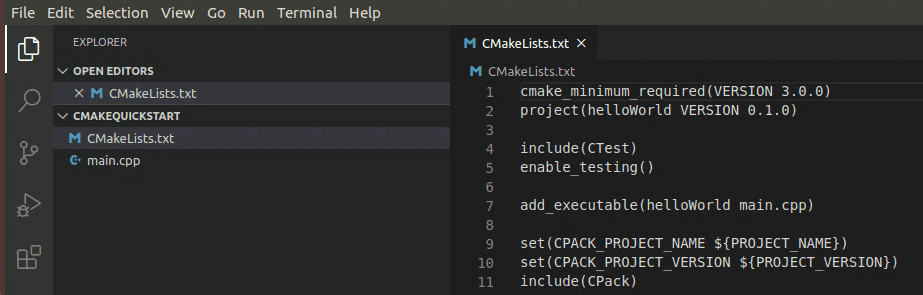 File Edit Selection View Go Run Terminal Help
EXPLORER
OPEN EDITORS
CMakeLists.txt
CMAKEQUICKSTART
CMakeLists.txt
main.cpp
CMakeLists.txt
CMakeLists.txt
1 cmake_minimum_required(VERSION 3.0.0)
2 project(helloWorld VERSION 0.1.0)
3
4 include(CTest)
5 enable_testing()
6
7 add_executable(helloWorld main.cpp)
8
9 set(CPACK_PROJECT_NAME ${PROJECT_NAME})
10 set(CPACK_PROJECT_VERSION ${PROJECT_VERSION})
11 include(CPack)